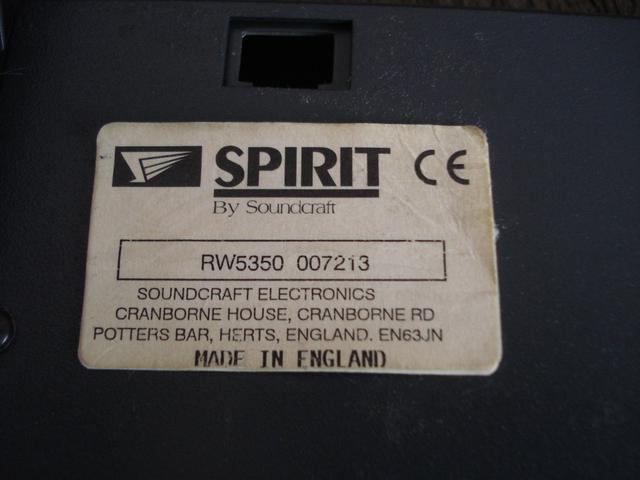 SPIRIT CE
By Soundcraft
RW5350 007213
SOUNDCRAFT ELECTRONICS
CRANBORNE HOUSE, CRANBORNE RD
POTTERS BAR, HERTS, ENGLAND. EN63JN
MADE IN ENGLAND